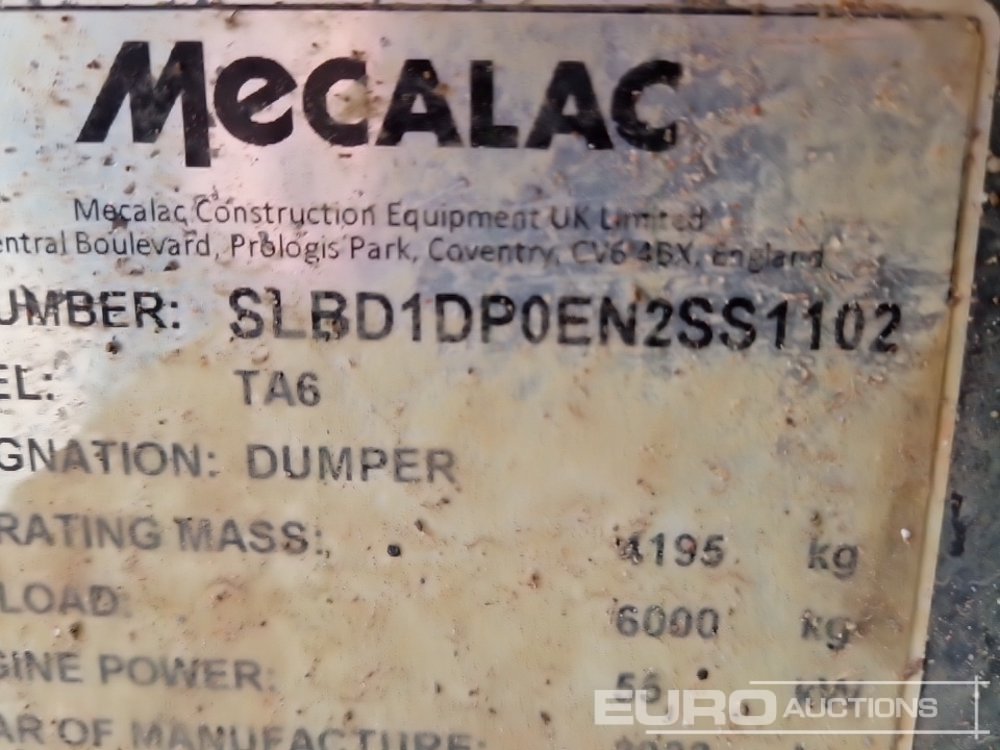 MECALAC
Mecalac Construction Equipment UK Limited
entral Boulevard, Prologis Park, Coventry, CV6 4BX, England
UMBER: SLBD1DP0EN2SS1102
EL: TA6
GNATION: DUMPER
RATING MASS: 4195 kg
LOAD: 6000 kg
GINE POWER: 55 kW
AR OF MANUFACTURE:
EURO AUCTIONS